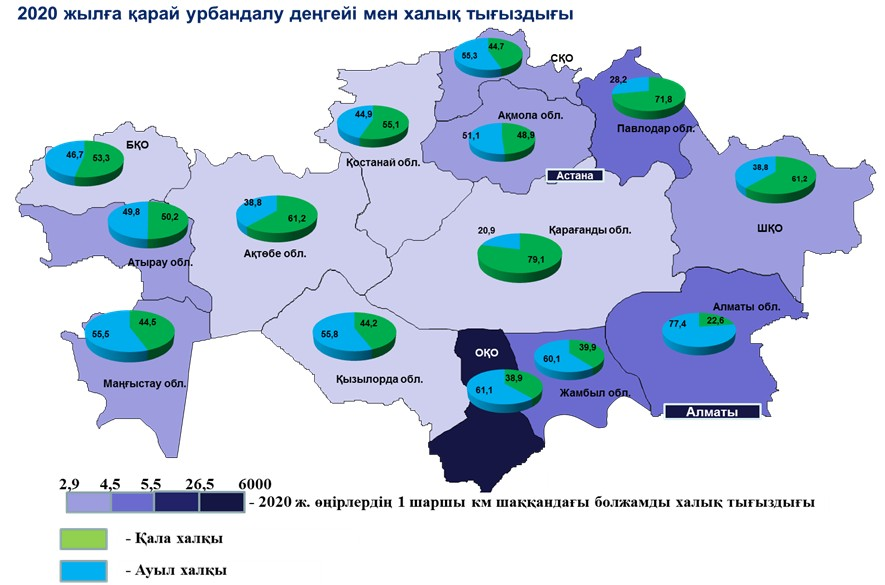 2020 жылға қарай урбандалу деңгейі мен халық тығыздығы
55,3
44,7
СҚО
28,2
71,8
Павлодар обл.
44,9
55,1
Қостанай обл.
Ақмола обл.
51,1
48,9
Астана
БҚО
46,7
53,3
38,8
61,2
ШҚО
49,8
50,2
Атырау обл.
38,8
61,2
Ақтөбе обл.
20,9
Қарағанды обл.
79,1
Алматы обл.
77,4
22,6
Алматы
55,5
44,5
Маңғыстау обл.
55,8
44,2
Қызылорда обл.
ОҚО
61,1
38,9
60,1
39,9
Жамбыл обл.
2,9 4,5 5,5 26,5 6000
- 2020 ж. өңірлердің 1 шаршы км шаққандағы болжамды халық тығыздығы
- Қала халқы
- Ауыл халқы